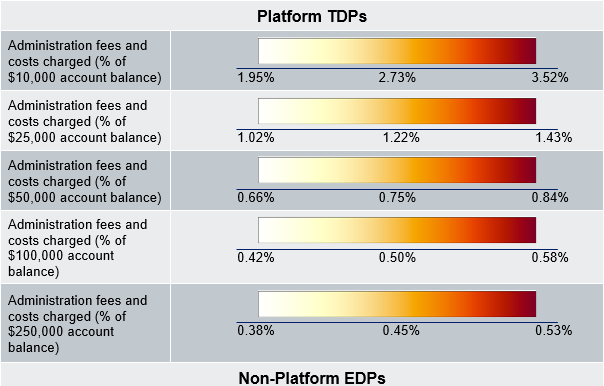 Platform TDPs
Administration fees and
costs charged (% of
$10,000 account balance)
1.95% 2.73% 3.52%
Administration fees and
costs charged (% of
$25,000 account balance)
1.02% 1.22% 1.43%
Administration fees and
costs charged (% of
$50,000 account balance)
0.66% 0.75% 0.84%
Administration fees and
costs charged (% of
$100,000 account
balance)
0.42% 0.50% 0.58%
Administration fees and
costs charged (% of
$250,000 account
balance)
0.38% 0.45% 0.53%
Non-Platform EDPs